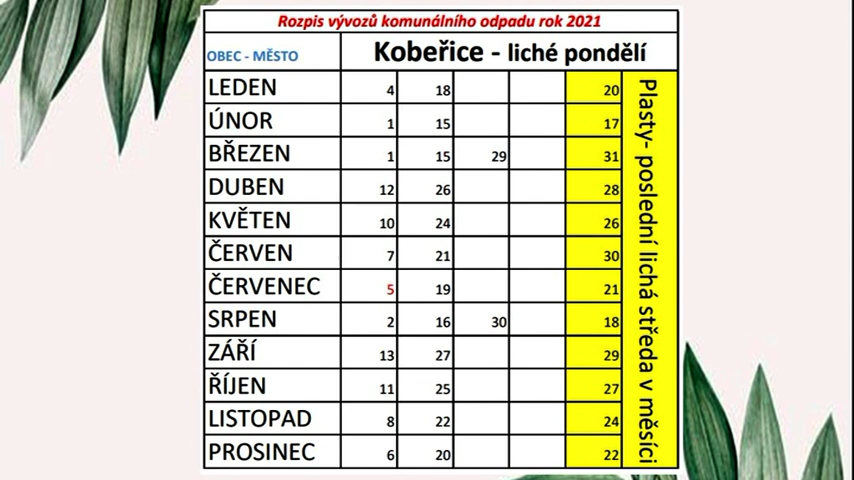 Rozpis vývozů komunálního odpadu rok 2021
OBEC - MĚSTO Kobeřice - liché pondělí
LEDEN 4 18 20
ÚNOR 1 15 17
BŘEZEN 1 15 29 31
DUBEN 12 26 28
KVĚTEN 10 24 26
ČERVEN 7 21 30
ČERVENEC 5 19 21
SRPEN 2 16 30 18
ZÁŘÍ 13 27 29
ŘÍJEN 11 25 27
LISTOPAD 8 22 24
PROSINEC 6 20 22
Plasty- poslední lichá středa v měsíci